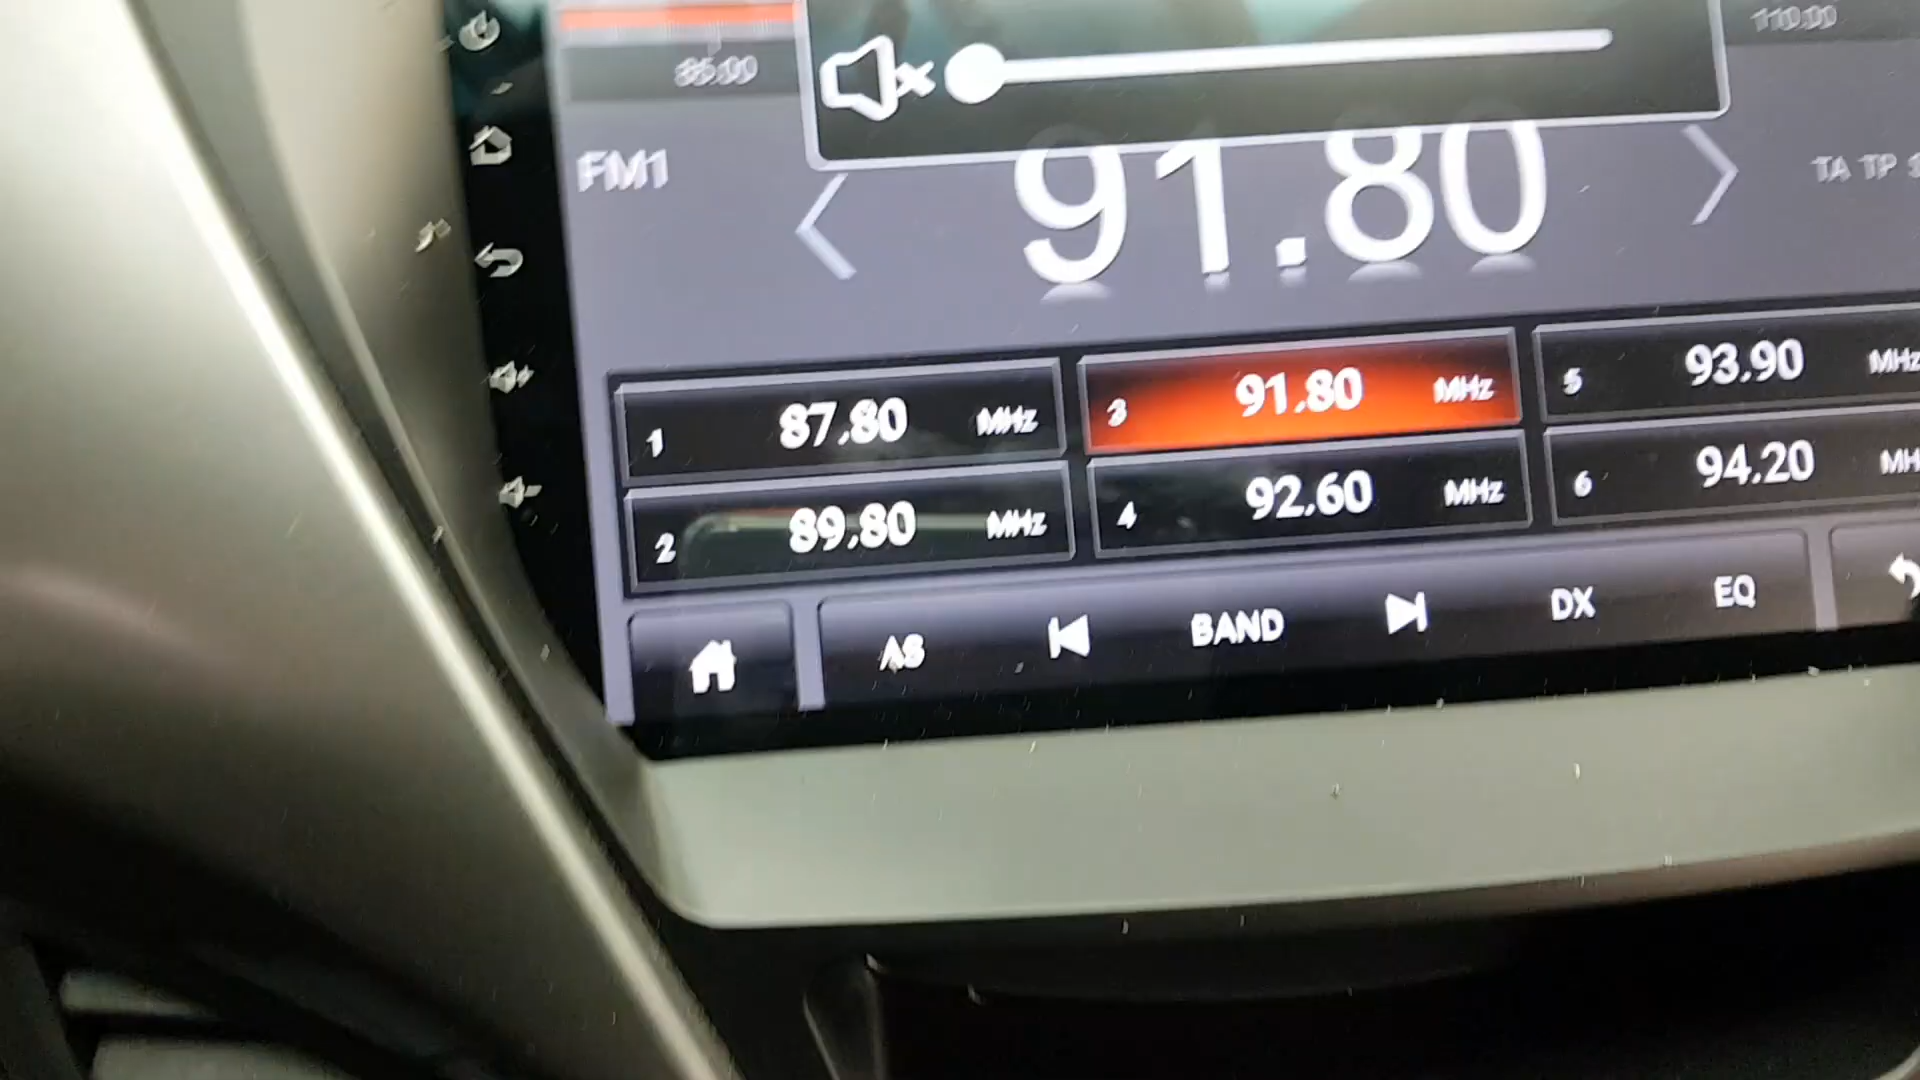 85.00
110.00
FM1
91.80
TA TP
1 87.80 MHz
3 91.80 MHz
5 93.90 MHz
2 89.80 MHz
4 92.60 MHz
6 94.20 MH
AS
BAND
DX
EQ